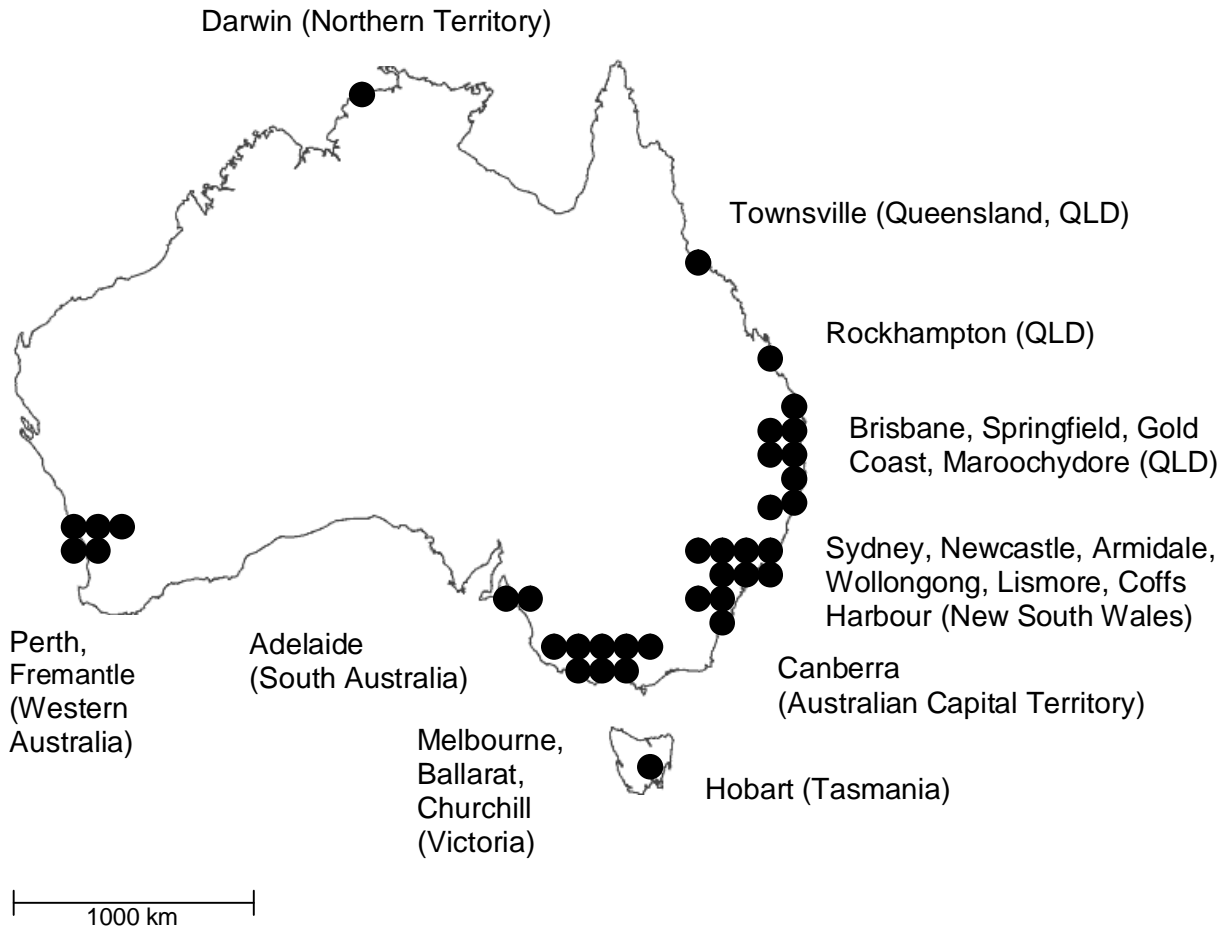 Darwin (Northern Territory)
Townsville (Queensland, QLD)
Rockhampton (QLD)
Brisbane, Springfield, Gold
Coast, Maroochydore (QLD)
Sydney, Newcastle, Armidale,
Wollongong, Lismore, Coffs
Harbour (New South Wales)
Perth,
Fremantle
(Western
Australia)
Adelaide
(South Australia)
Canberra
(Australian Capital Territory)
Melbourne,
Ballarat,
Churchill
(Victoria)
Hobart (Tasmania)
1000 km